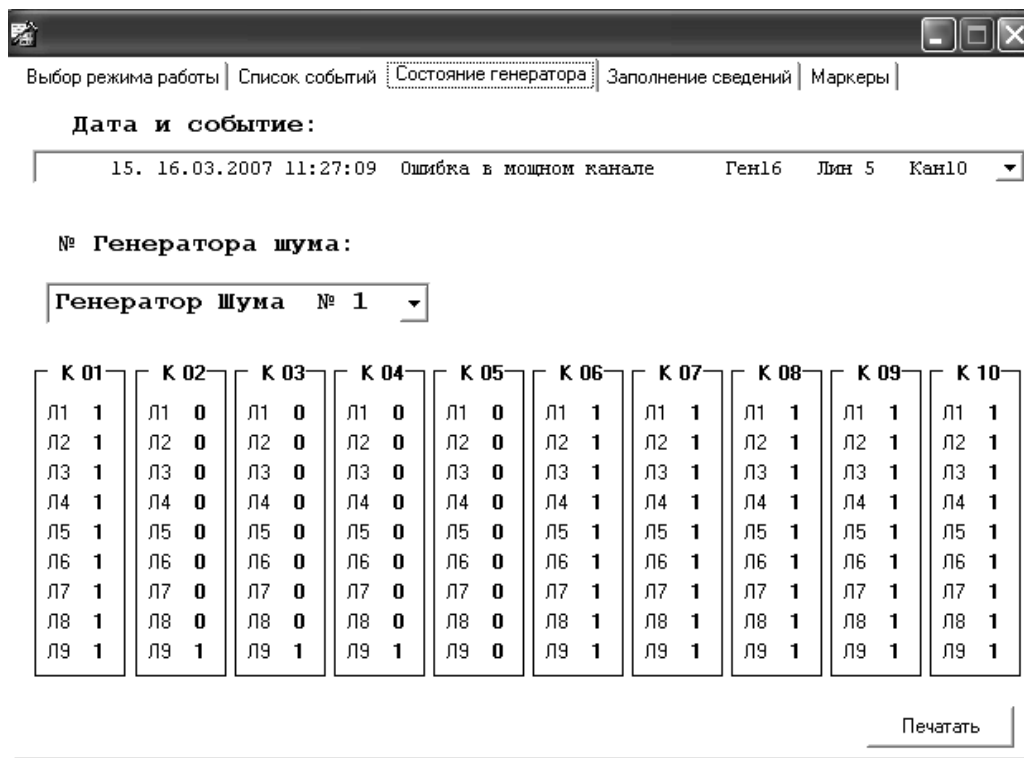 Выбор режима работы Список событий Состояние генератора Заполнение сведений Маркеры
Дата и событие:
15. 16.03.2007 11:27:09 Ошибка в мощном канале Ген16 Лин 5 Кан10
№ Генератора шума:
Генератор Шума № 1
К 01 К 02 К 03 К 04 К 05 К 06 К 07 К 08 К 09 К 10
Л1 1 Л1 0 Л1 0 Л1 0 Л1 0 Л1 1 Л1 1 Л1 1 Л1 1 Л1 1
Л2 1 Л2 0 Л2 0 Л2 0 Л2 0 Л2 1 Л2 1 Л2 1 Л2 1 Л2 1
Л3 1 Л3 0 Л3 0 Л3 0 Л3 0 Л3 1 Л3 1 Л3 1 Л3 1 Л3 1
Л4 1 Л4 0 Л4 0 Л4 0 Л4 0 Л4 1 Л4 1 Л4 1 Л4 1 Л4 1
Л5 1 Л5 0 Л5 0 Л5 0 Л5 0 Л5 1 Л5 1 Л5 1 Л5 1 Л5 1
Л6 1 Л6 0 Л6 0 Л6 0 Л6 0 Л6 1 Л6 1 Л6 1 Л6 1 Л6 1
Л7 1 Л7 0 Л7 0 Л7 0 Л7 0 Л7 1 Л7 1 Л7 1 Л7 1 Л7 1
Л8 1 Л8 0 Л8 0 Л8 0 Л8 0 Л8 1 Л8 1 Л8 1 Л8 1 Л8 1
Л9 1 Л9 1 Л9 1 Л9 1 Л9 0 Л9 1 Л9 1 Л9 1 Л9 1 Л9 1
Печатать